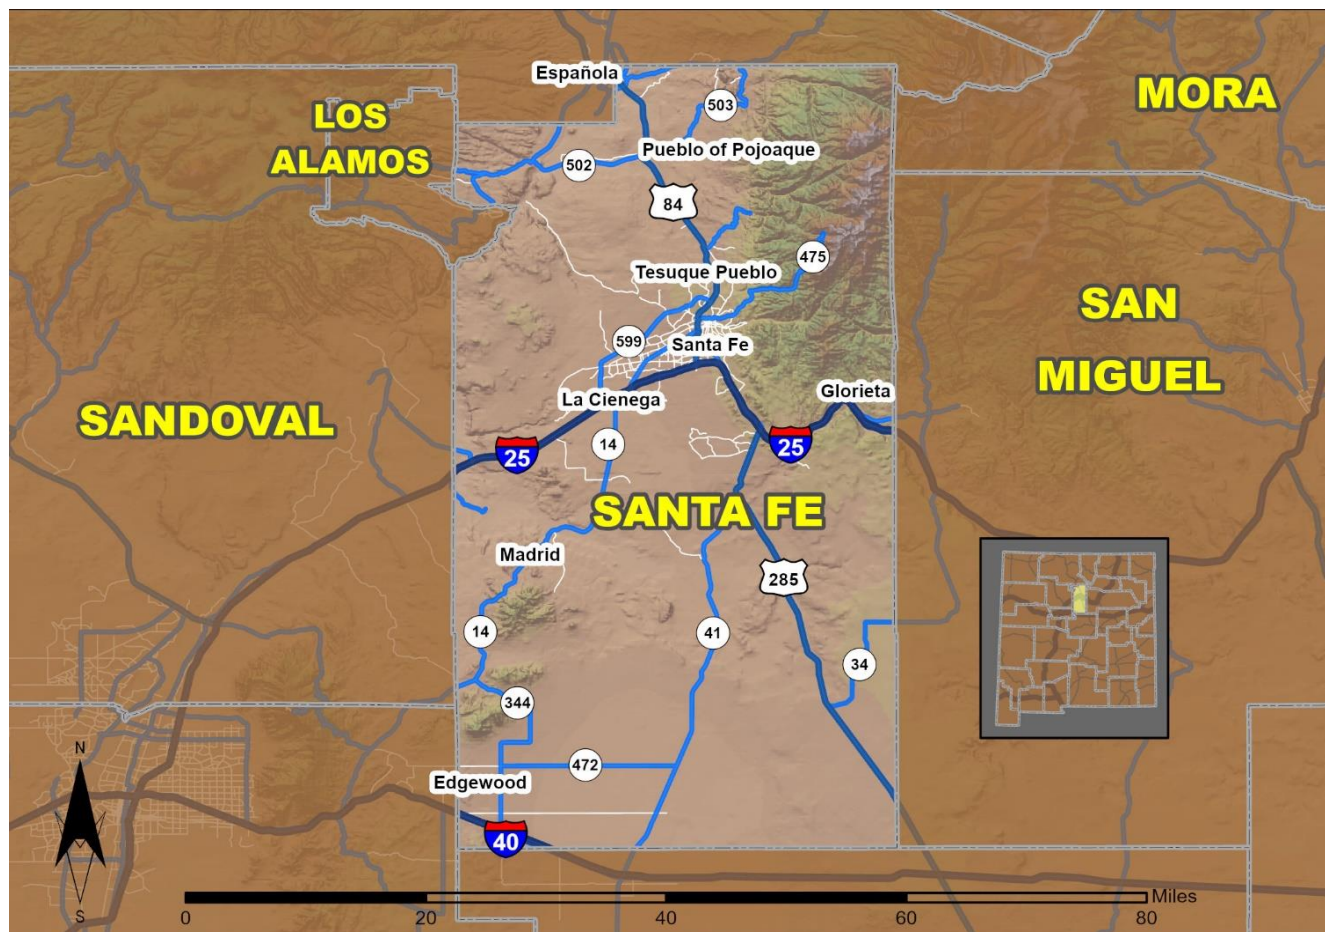 Española
MORA
LOS
ALAMOS
503
Pueblo of Pojoaque
502
84
475
Tesuque Pueblo
SAN
MIGUEL
599
Santa Fe
Glorieta
La Cienega
SANDOVAL
14
25
25
SANTA FE
Madrid
285
14
41
34
344
N
472
Edgewood
40
S
Miles
0
20
40
60
80